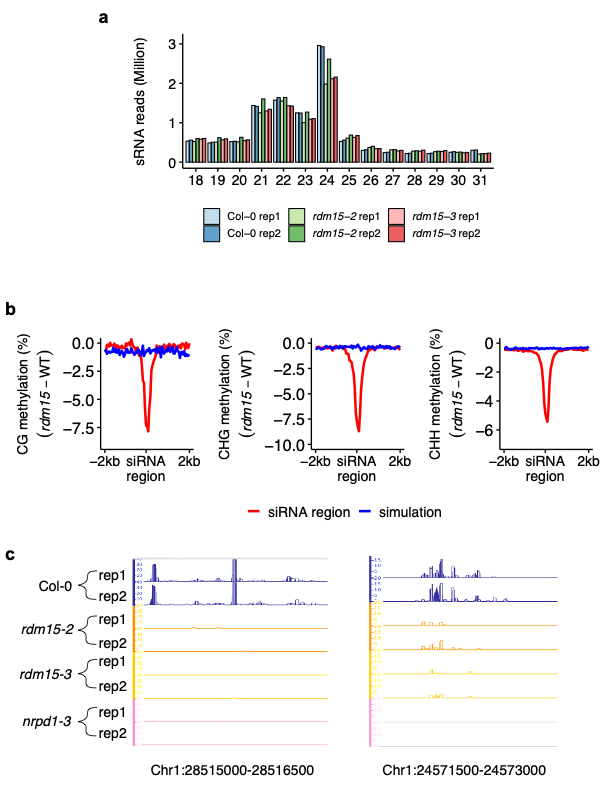 a
sRNA reads (Million)
3
2
1
0
18 19 20 21 22 23 24 25 26 27 28 29 30 31
Col−0 rep1 rdm15−2 rep1 rdm15−3 rep1
Col−0 rep2 rdm15−2 rep2 rdm15−3 rep2
b
CG methylation (%)
(rdm15 − WT)
0.0
−2.5
−5.0
−7.5
−2kb siRNA 2kb
region
CHG methylation (%)
(rdm15 − WT)
0.0
−2.5
−5.0
−7.5
−10.0
−2kb siRNA 2kb
region
CHH methylation (%)
(rdm15 − WT)
0
−2
−4
−6
−2kb siRNA 2kb
region
siRNA region simulation
c
Col-0
rep1
rep2
rdm15-2
rep1
rep2
rdm15-3
rep1
rep2
nrpd1-3
rep1
rep2
Chr1:28515000-28516500 Chr1:24571500-24573000